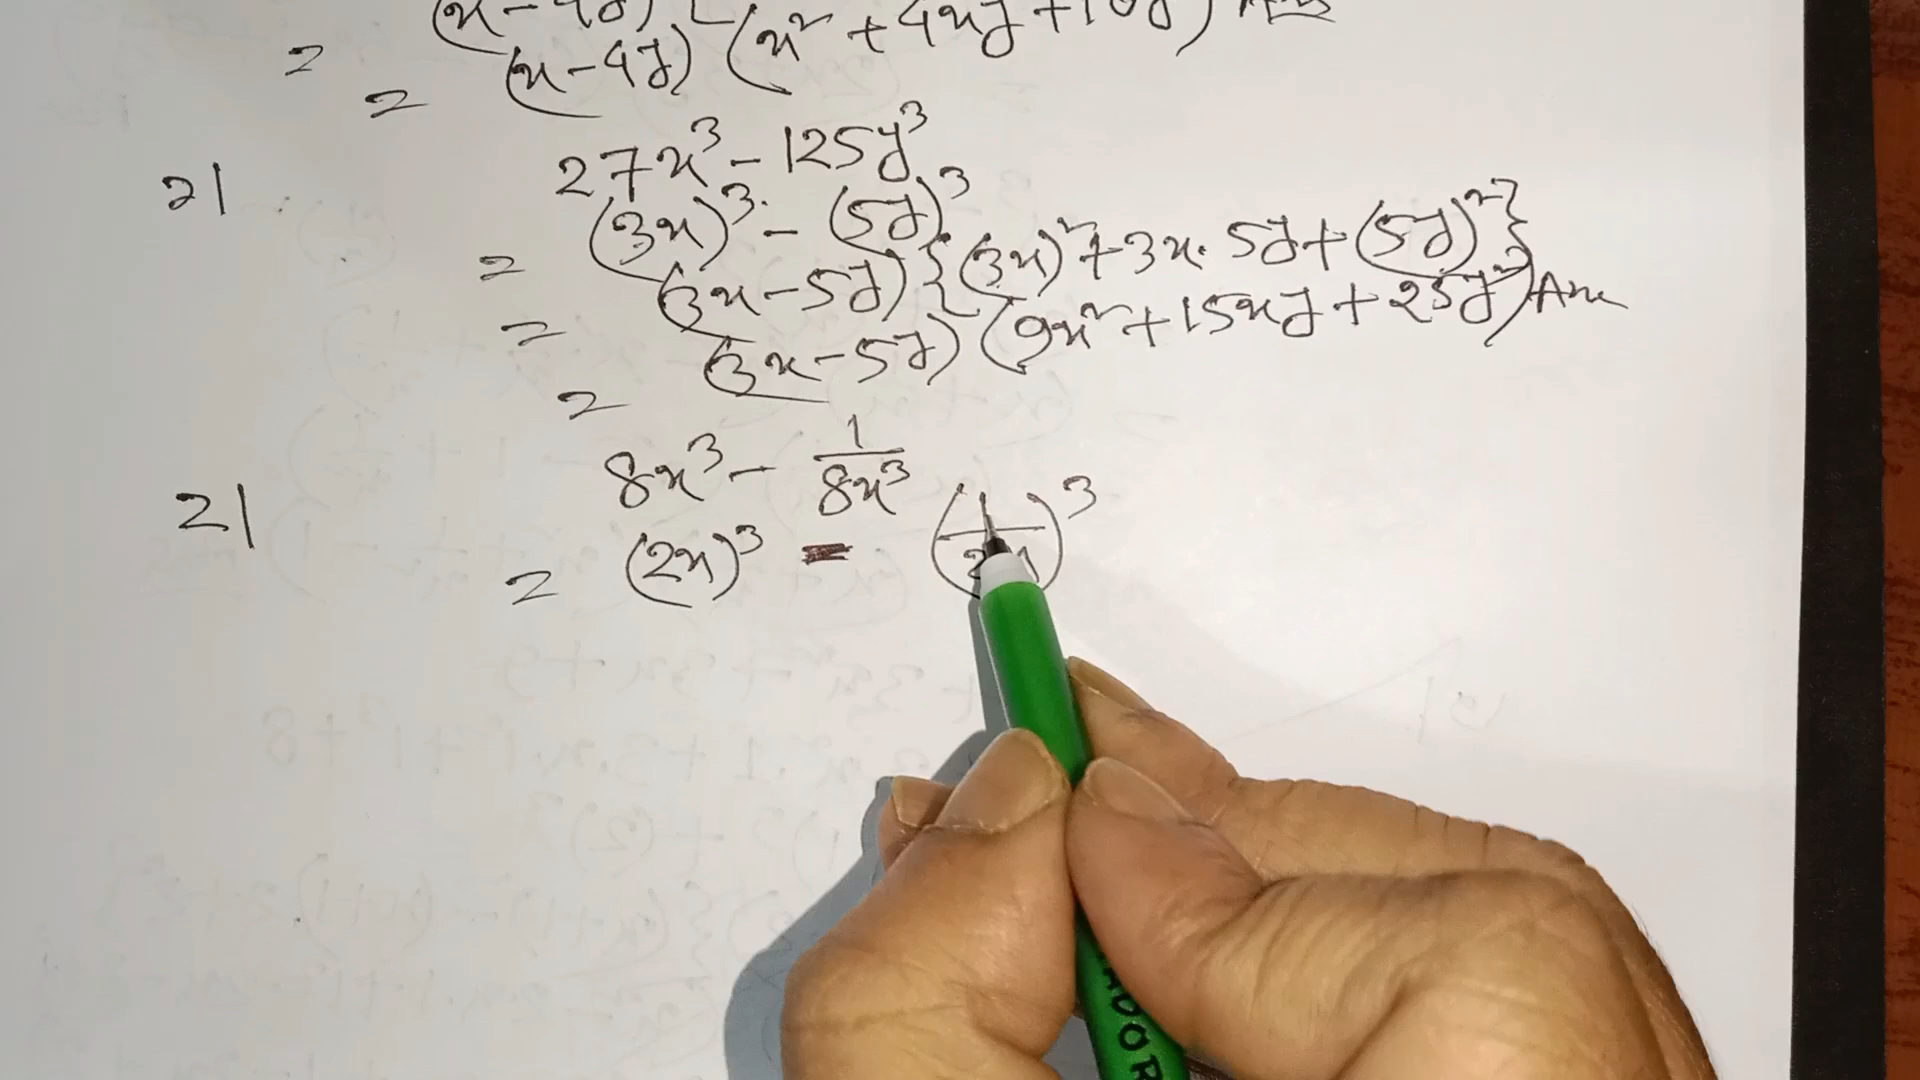 = (x-4y)
= (x-4y) (x² + 4xy + 16y²) Ans
21 27x³ - 125y³
= (3x)³ - (5y)³
= (3x-5y) {(3x)² + 3x. 5y + (5y)²}
= (3x-5y) (9x² + 15xy + 25y²) Ans
21 8x³ - 1/8x³
= (2x)³ - (1/2x)³